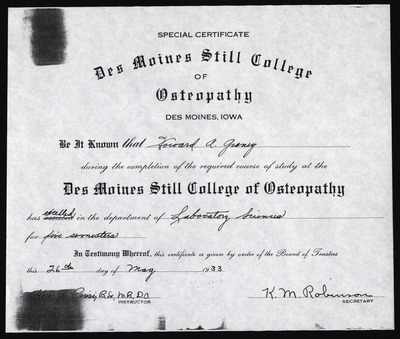 SPECIAL CERTIFICATE
Des Moines Still College
OF
Osteopathy
DES MOINES, IOWA
Be It Known that Howard A. Graney
during the completion of the required course of study at the
Des Moines Still College of Osteopathy
has excelled in the department of Laboratory Sciences
for five semesters
In Testimony Whereof, this certificate is given by order of the Board of Trustees
this 26th day of May 1933
B.Sc, M.B, D.O. K. M. Robinson
INSTRUCTOR SECRETARY